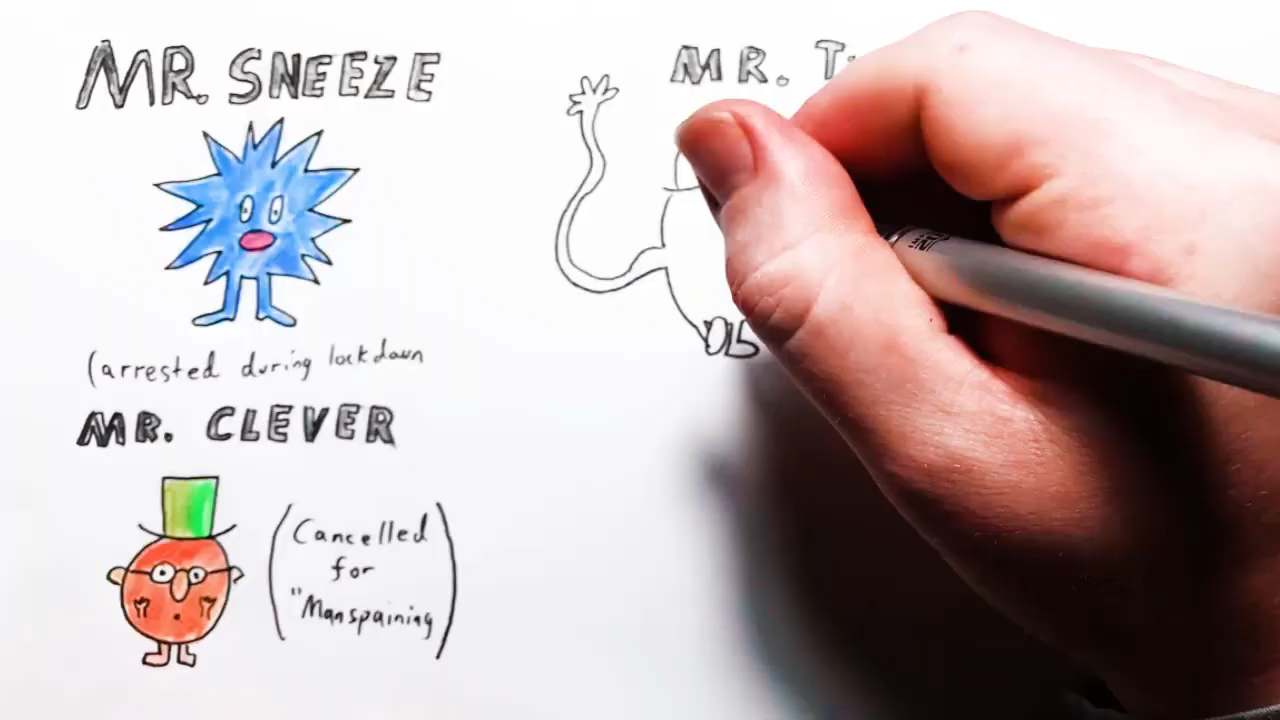 MR. SNEEZE
(arrested during lockdown
MR. CLEVER
(Cancelled
for
"Manspaining)
MR. T